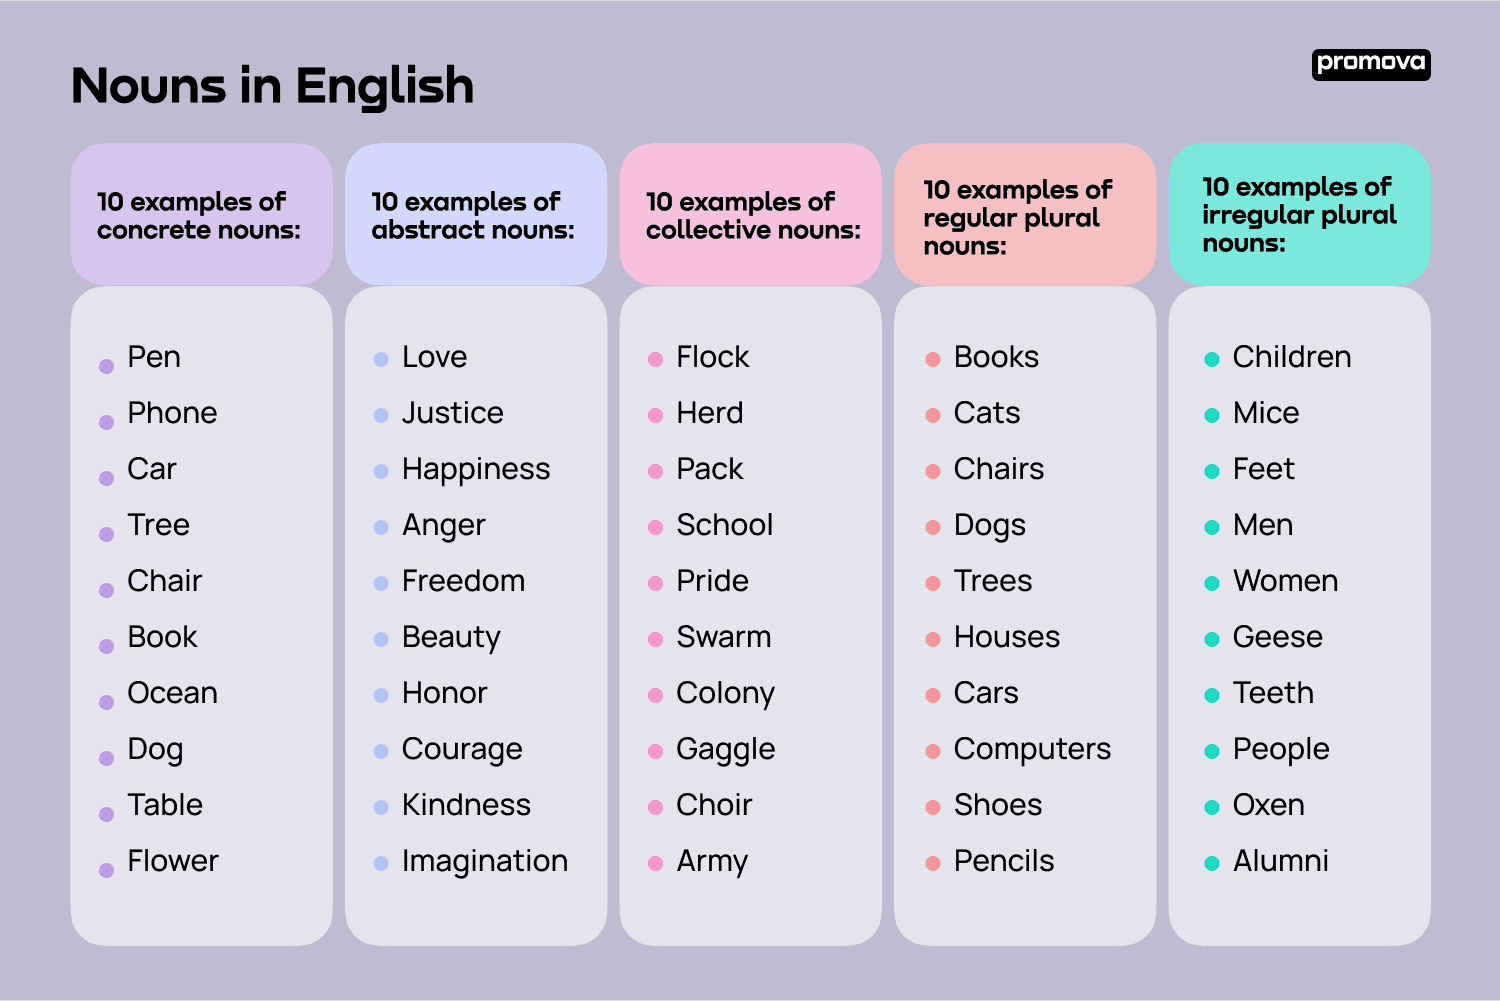 Nouns in English
promova
10 examples of
concrete nouns:
Pen
Phone
Car
Tree
Chair
Book
Ocean
Dog
Table
Flower
10 examples of
abstract nouns:
Love
Justice
Happiness
Anger
Freedom
Beauty
Honor
Courage
Kindness
Imagination
10 examples of
collective nouns:
Flock
Herd
Pack
School
Pride
Swarm
Colony
Gaggle
Choir
Army
10 examples of
regular plural
nouns:
Books
Cats
Chairs
Dogs
Trees
Houses
Cars
Computers
Shoes
Pencils
10 examples of
irregular plural
nouns:
Children
Mice
Feet
Men
Women
Geese
Teeth
People
Oxen
Alumni